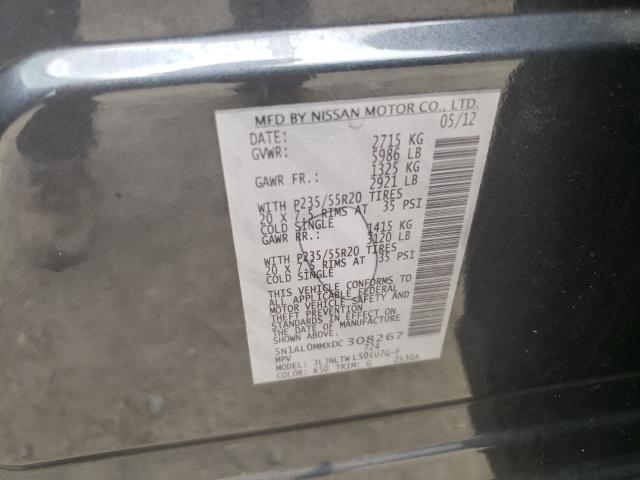 MFD BY NISSAN MOTOR CO., LTD.
DATE: 05/12
GVWR: 2715 KG
5986 LB
GAWR FR.: 1325 KG
2921 LB
WITH P235/55R20 TIRES
20 X 7.5 RIMS AT 35 PSI
COLD SINGLE
GAWR RR.: 1415 KG
3120 LB
WITH P235/55R20 TIRES
20 X 7.5 RIMS AT 35 PSI
COLD SINGLE
THIS VEHICLE CONFORMS TO
ALL APPLICABLE FEDERAL
MOTOR VEHICLE SAFETY AND
THEFT PREVENTION
STANDARDS IN EFFECT ON
THE DATE OF MANUFACTURE
SHOWN ABOVE.
5N1AL0MMXDC308267
MPV 724
MODEL: JLJNLTWL50EU7G-F
COLOR: K50 TRIM: G